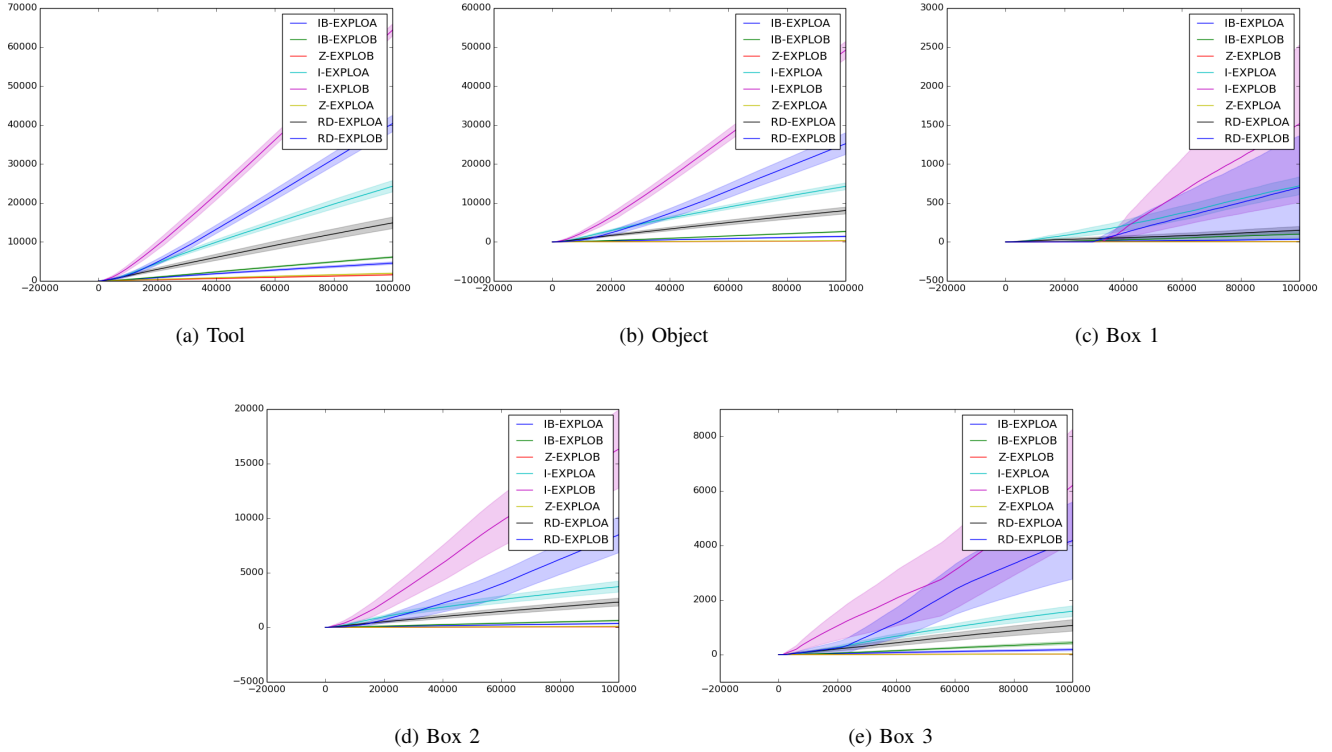 70000
60000
50000
40000
30000
20000
10000
0
−20000 0 20000 40000 60000 80000 100000
IB-EXPLOA
IB-EXPLOB
Z-EXPLOB
I-EXPLOA
I-EXPLOB
Z-EXPLOA
RD-EXPLOA
RD-EXPLOB
(a) Tool
60000
50000
40000
30000
20000
10000
0
−10000
−20000 0 20000 40000 60000 80000 100000
IB-EXPLOA
IB-EXPLOB
Z-EXPLOB
I-EXPLOA
I-EXPLOB
Z-EXPLOA
RD-EXPLOA
RD-EXPLOB
(b) Object
3000
2500
2000
1500
1000
500
0
−500
−20000 0 20000 40000 60000 80000 100000
IB-EXPLOA
IB-EXPLOB
Z-EXPLOB
I-EXPLOA
I-EXPLOB
Z-EXPLOA
RD-EXPLOA
RD-EXPLOB
(c) Box 1
20000
15000
10000
5000
0
−5000
−20000 0 20000 40000 60000 80000 100000
IB-EXPLOA
IB-EXPLOB
Z-EXPLOB
I-EXPLOA
I-EXPLOB
Z-EXPLOA
RD-EXPLOA
RD-EXPLOB
(d) Box 2
8000
6000
4000
2000
0
−20000 0 20000 40000 60000 80000 100000
IB-EXPLOA
IB-EXPLOB
Z-EXPLOB
I-EXPLOA
I-EXPLOB
Z-EXPLOA
RD-EXPLOA
RD-EXPLOB
(e) Box 3